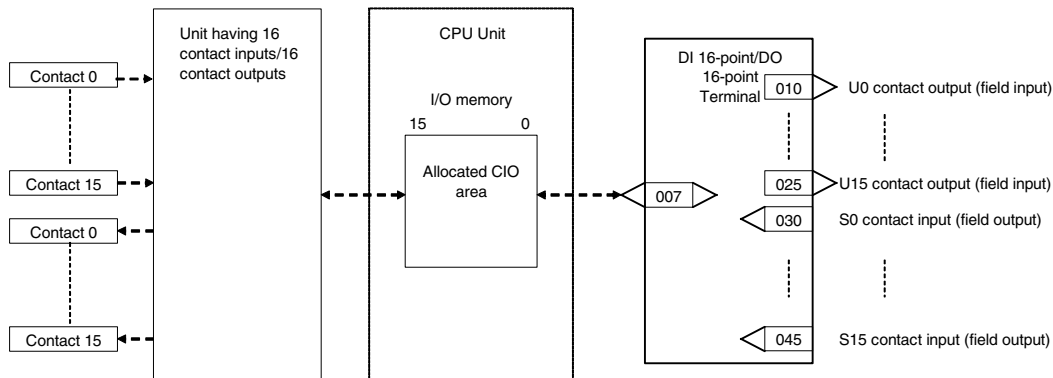 Unit having 16
contact inputs/16
contact outputs
Contact 0
Contact 15
Contact 0
Contact 15
CPU Unit
I/O memory
15 0
Allocated CIO
area
DI 16-point/DO
16-point
Terminal
007
010
U0 contact output (field input)
025
U15 contact output (field input)
030
S0 contact input (field output)
045
S15 contact input (field output)